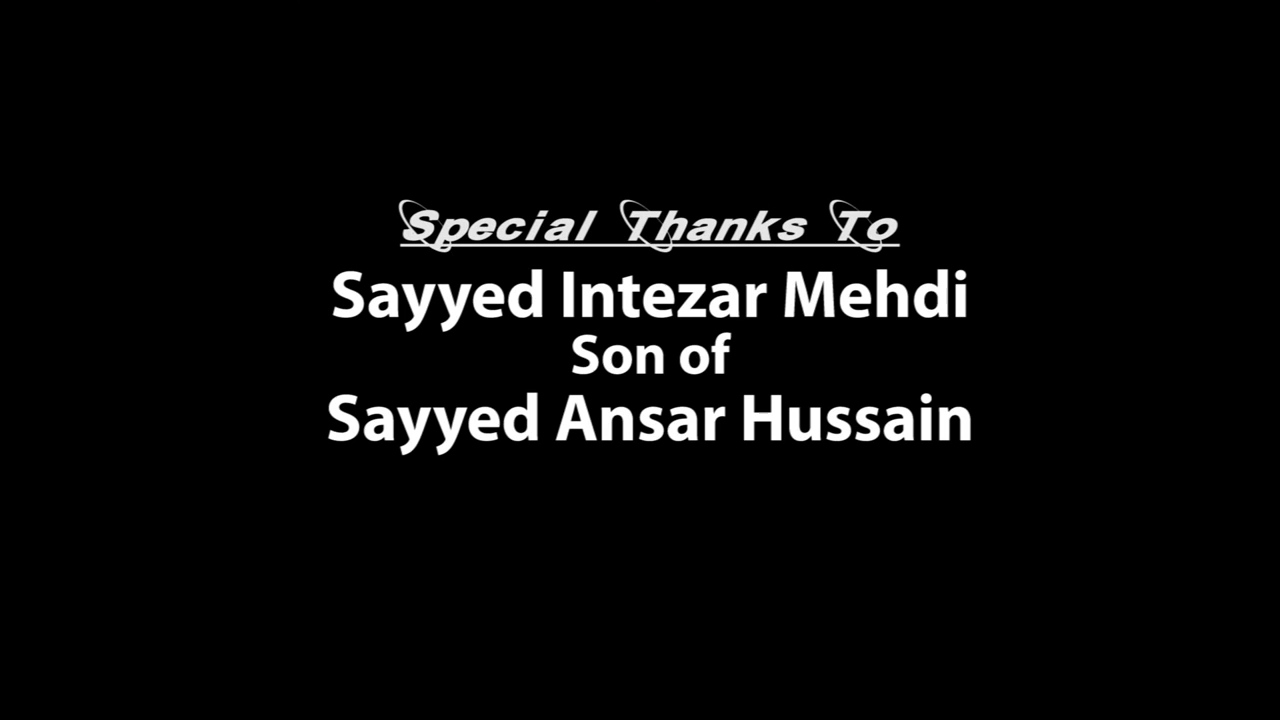 Special Thanks To
Sayyed Intezar Mehdi
Son of
Sayyed Ansar Hussain